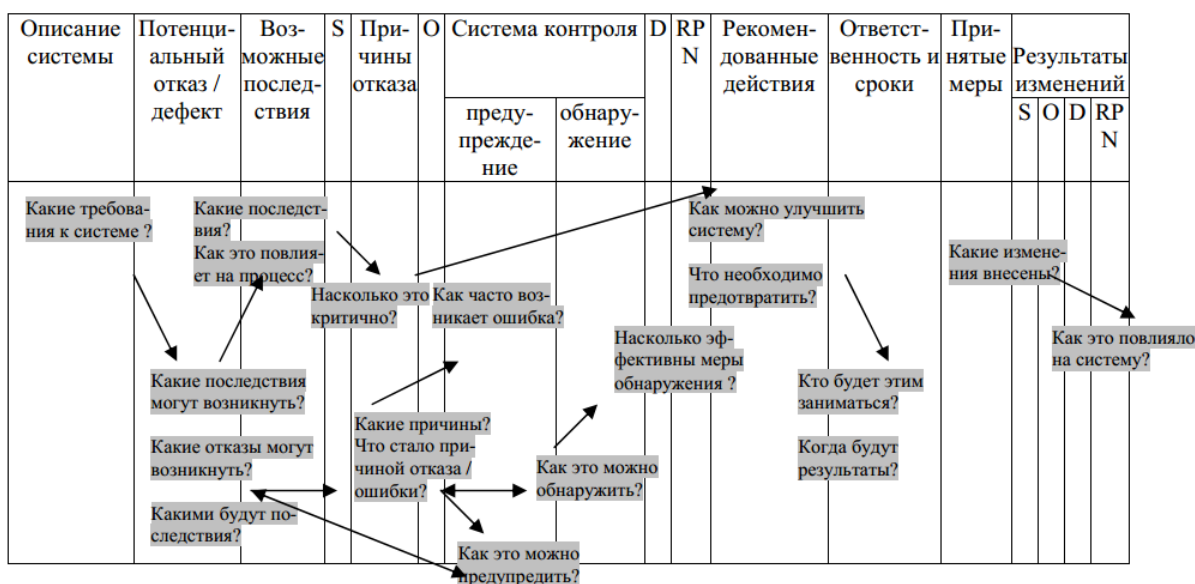 Описание
системы
Потенци-
альный
отказ /
дефект
Воз-
можные
послед-
ствия
S
При-
чины
отказа
O
Система контроля
преду-
прежде-
ние
обнару-
жение
D
RP
N
Рекомен-
дованные
действия
Ответст-
венность и
сроки
При-
нятые
меры
Результаты
изменений
S
O
D
RP
N
Какие требова-
ния к системе ?
Какие последст-
вия?
Как это повлия-
ет на процесс?
Насколько это
критично?
Как часто воз-
никает ошибка?
Как можно улучшить
систему?
Что необходимо
предотвратить?
Какие измене-
ния внесены?
Насколько эф-
фективны меры
обнаружения ?
Как это повлияло
на систему?
Какие последствия
могут возникнуть?
Какие отказы могут
возникнуть?
Какими будут по-
следствия?
Какие причины?
Что стало при-
чиной отказа /
ошибки?
Как это можно
обнаружить?
Как это можно
предупредить?
Кто будет этим
заниматься?
Когда будут
результаты?